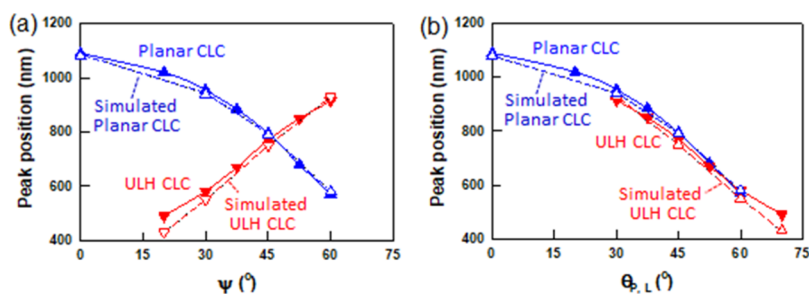 (a)
1200
1000
800
600
400
Peak position (nm)
Planar CLC
Simulated
Planar CLC
ULH CLC
Simulated
ULH CLC
0 15 30 45 60 75
Ψ (⁰)
(b)
1200
1000
800
600
400
Peak position (nm)
Planar CLC
Simulated
Planar CLC
ULH CLC
Simulated
ULH CLC
0 15 30 45 60 75
θP, L (⁰)